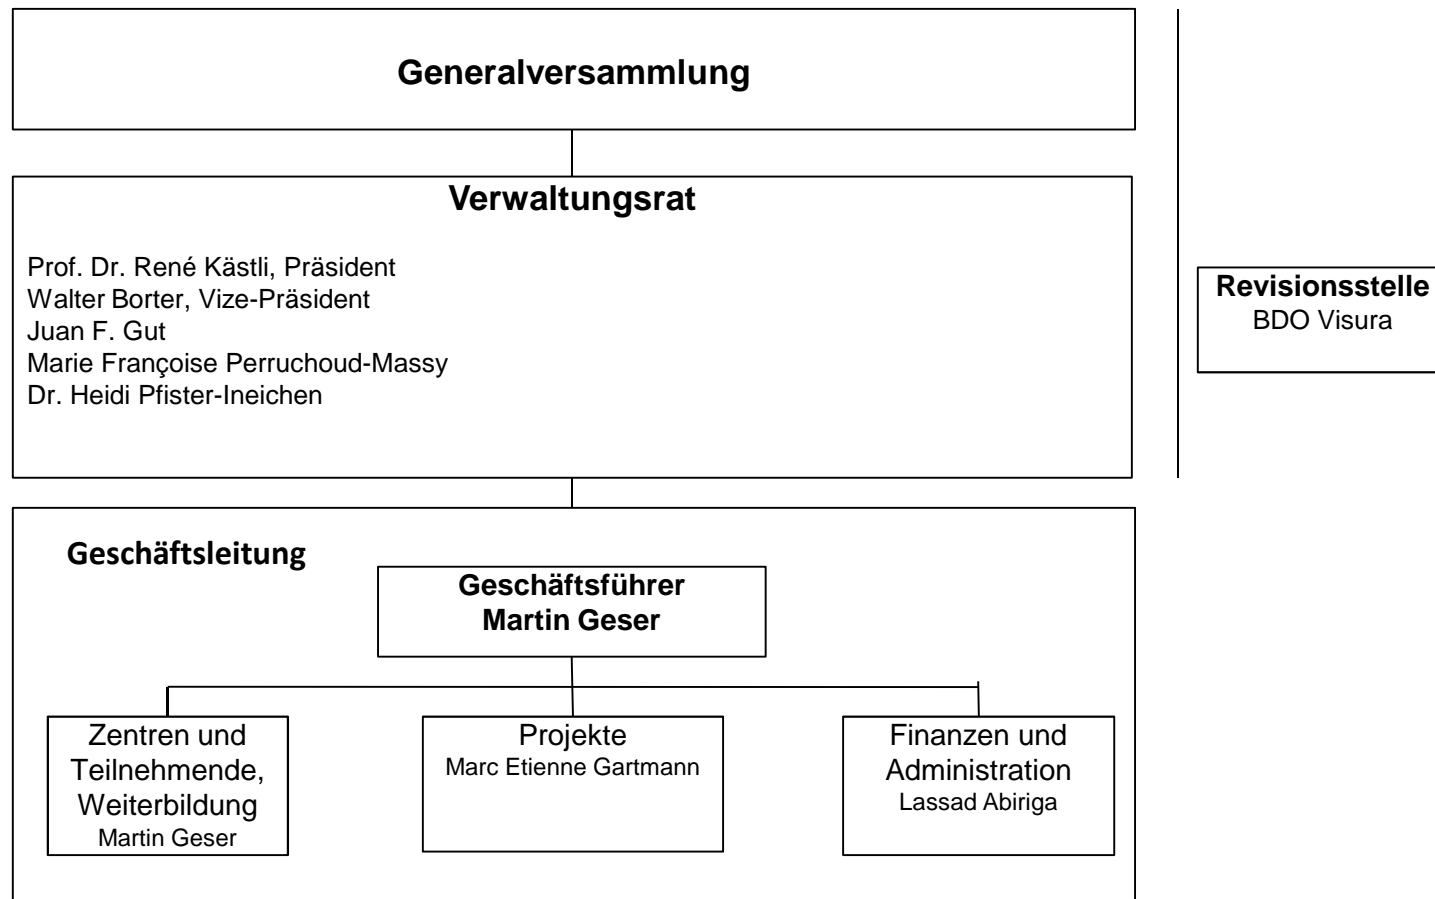 Generalversammlung
Verwaltungsrat
Prof. Dr. René Kästli, Präsident
Walter Borter, Vize-Präsident
Juan F. Gut
Marie Françoise Perruchoud-Massy
Dr. Heidi Pfister-Ineichen
Revisionsstelle
BDO Visura
Geschäftsleitung
Geschäftsführer
Martin Geser
Zentren und
Teilnehmende,
Weiterbildung
Martin Geser
Projekte
Marc Etienne Gartmann
Finanzen und
Administration
Lassad Abiriga